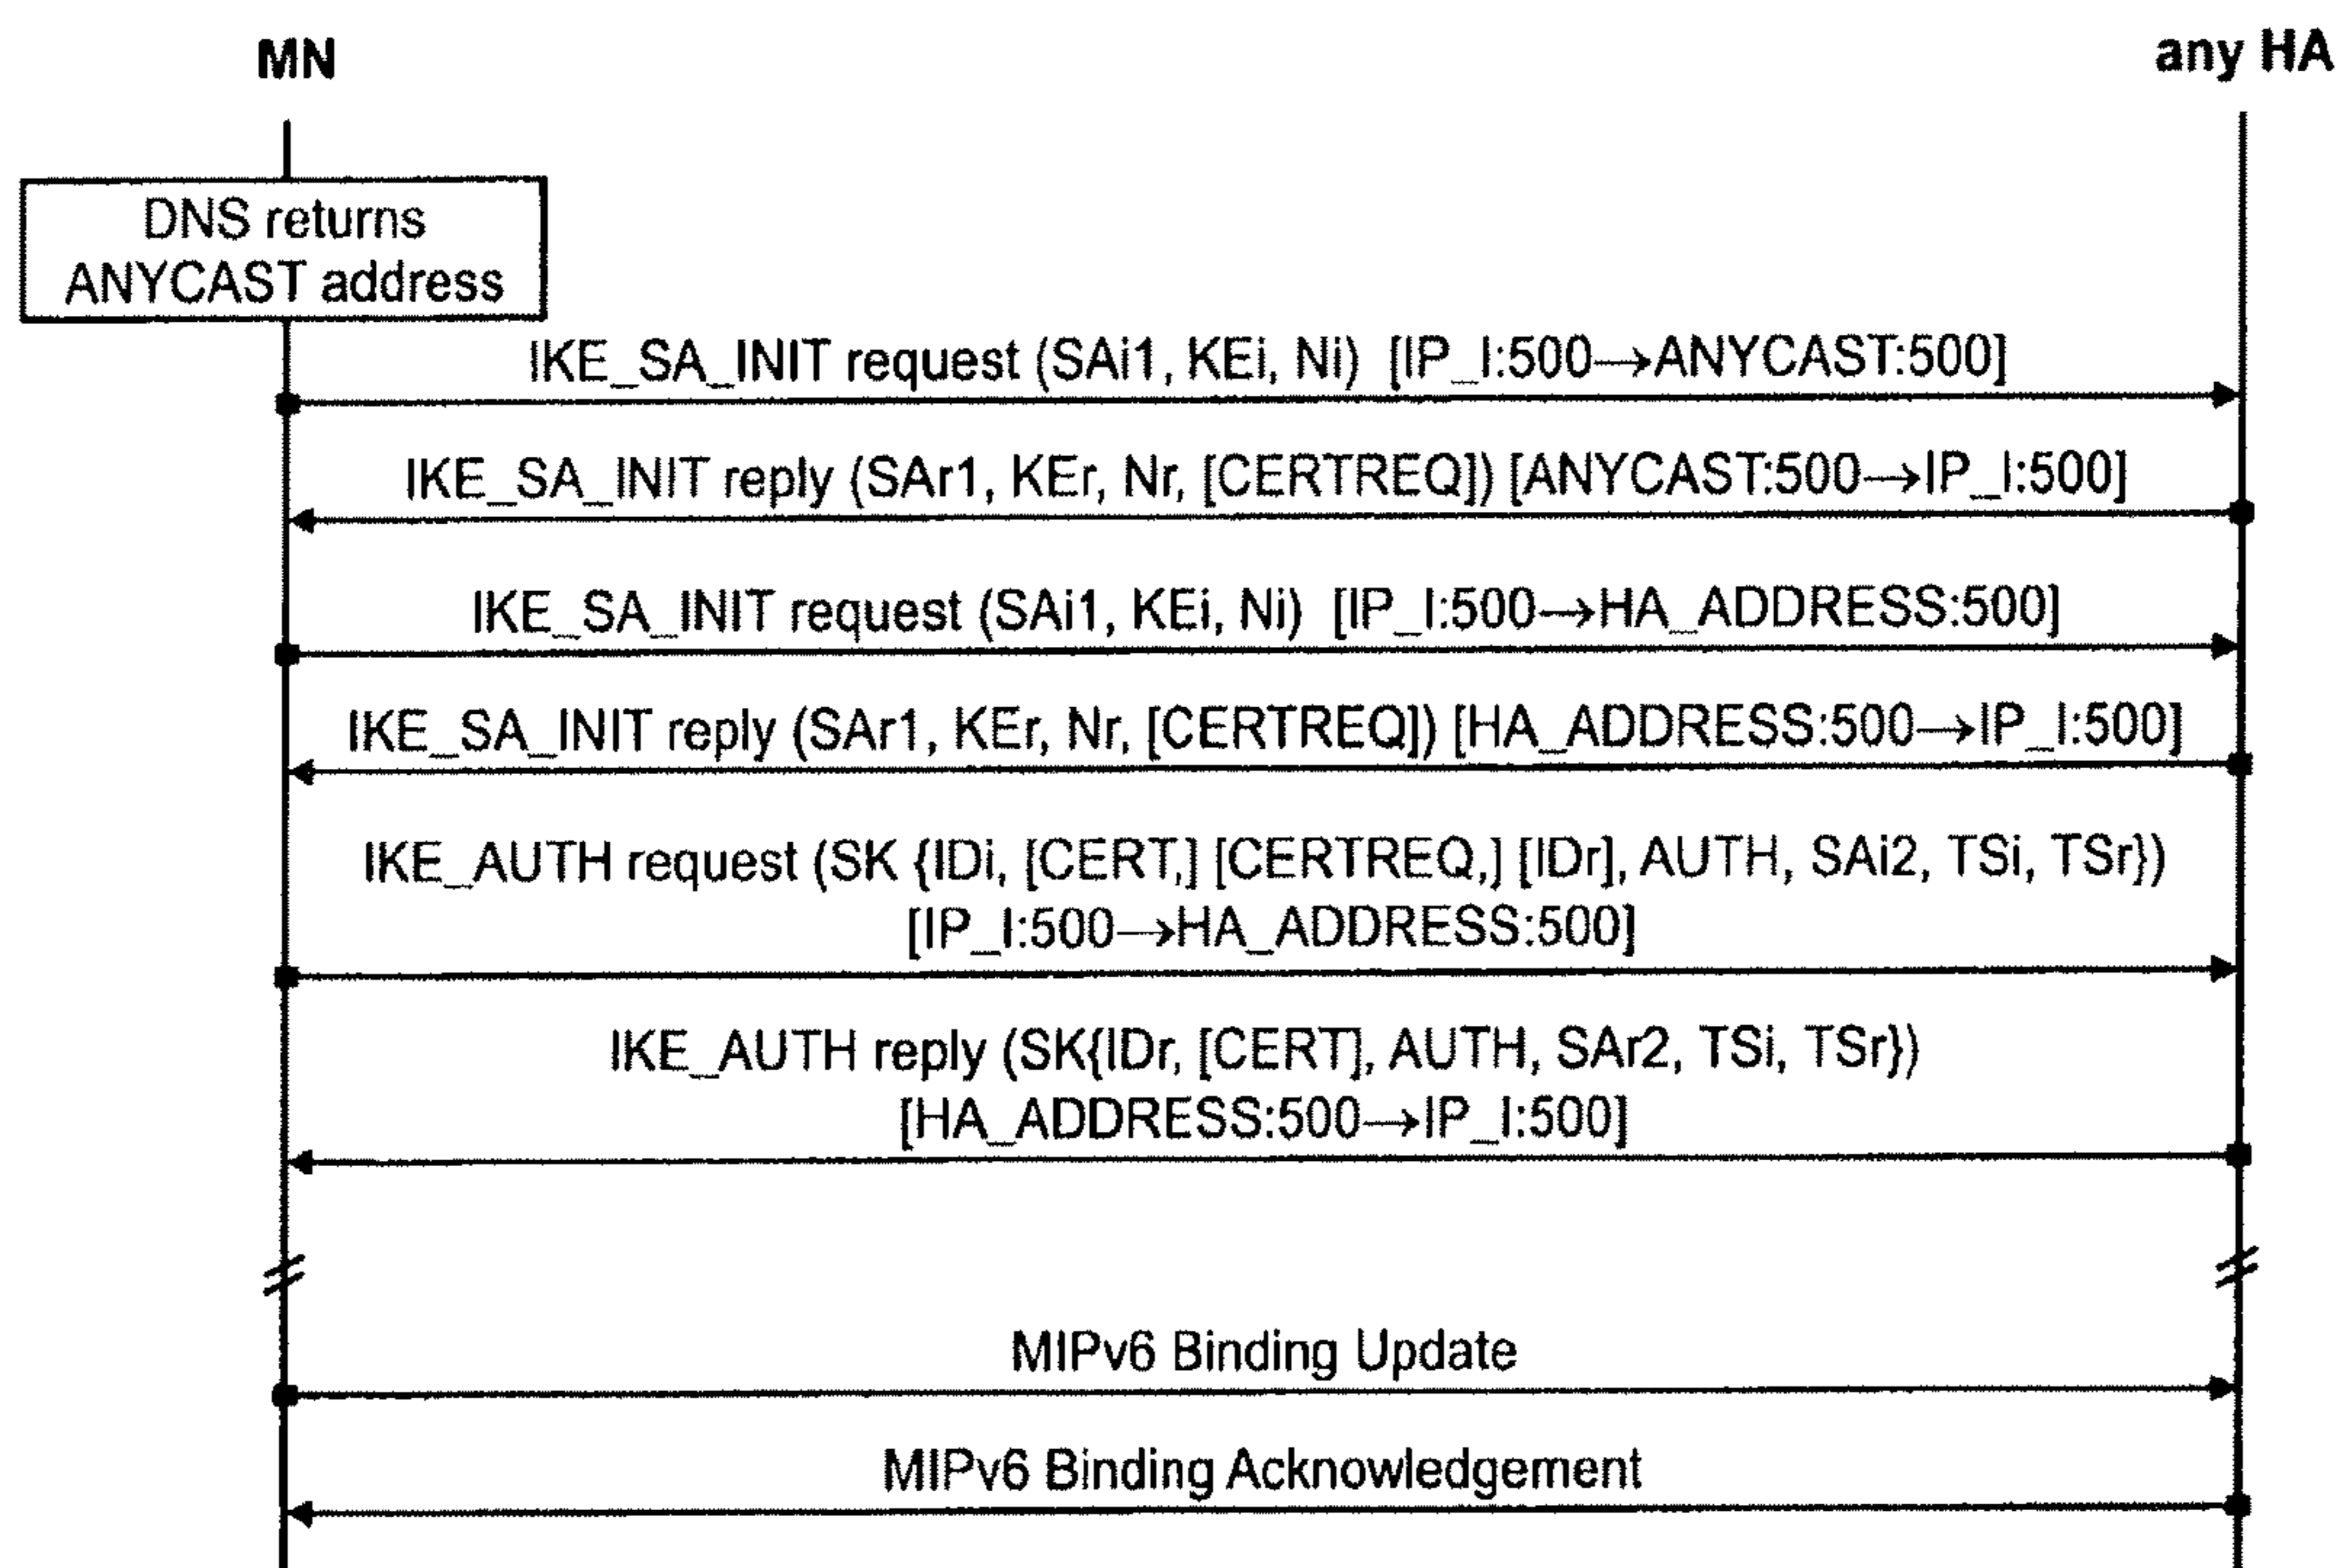 MN
any HA
DNS returns
ANYCAST address
IKE_SA_INIT request (SAi1, KEi, Ni) [IP_I:500→ANYCAST:500]
IKE_SA_INIT reply (SAr1, KEr, Nr, [CERTREQ]) [ANYCAST:500→IP_I:500]
IKE_SA_INIT request (SAi1, KEi, Ni) [IP_I:500→HA_ADDRESS:500]
IKE_SA_INIT reply (SAr1, KEr, Nr, [CERTREQ]) [HA_ADDRESS:500→IP_I:500]
IKE_AUTH request (SK {IDi, [CERT,] [CERTREQ,] [IDr], AUTH, SAi2, TSi, TSr})
[IP_I:500→HA_ADDRESS:500]
IKE_AUTH reply (SK{IDr, [CERT], AUTH, SAr2, TSi, TSr})
[HA_ADDRESS:500→IP_I:500]
MIPv6 Binding Update
MIPv6 Binding Acknowledgement